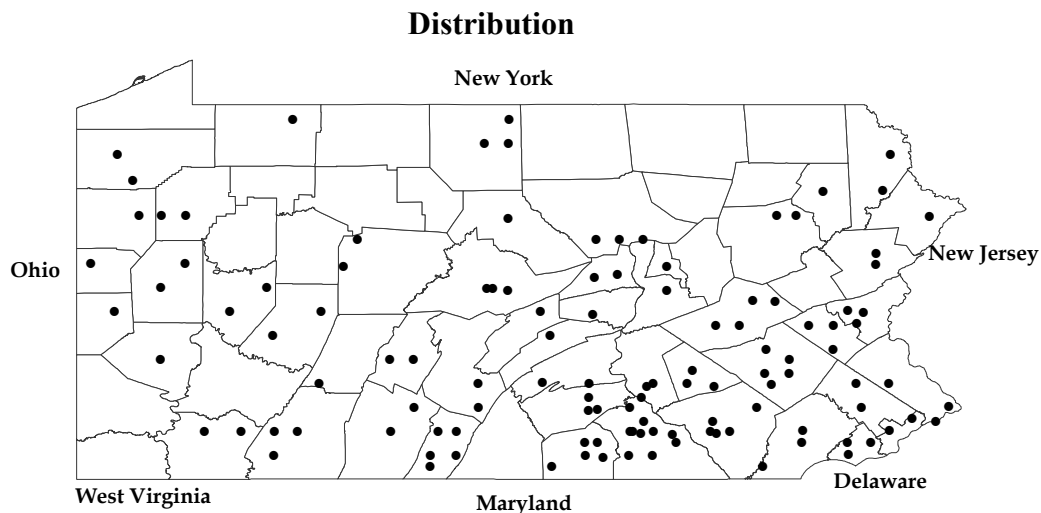 Distribution
New York
Ohio
New Jersey
West Virginia
Maryland
Delaware